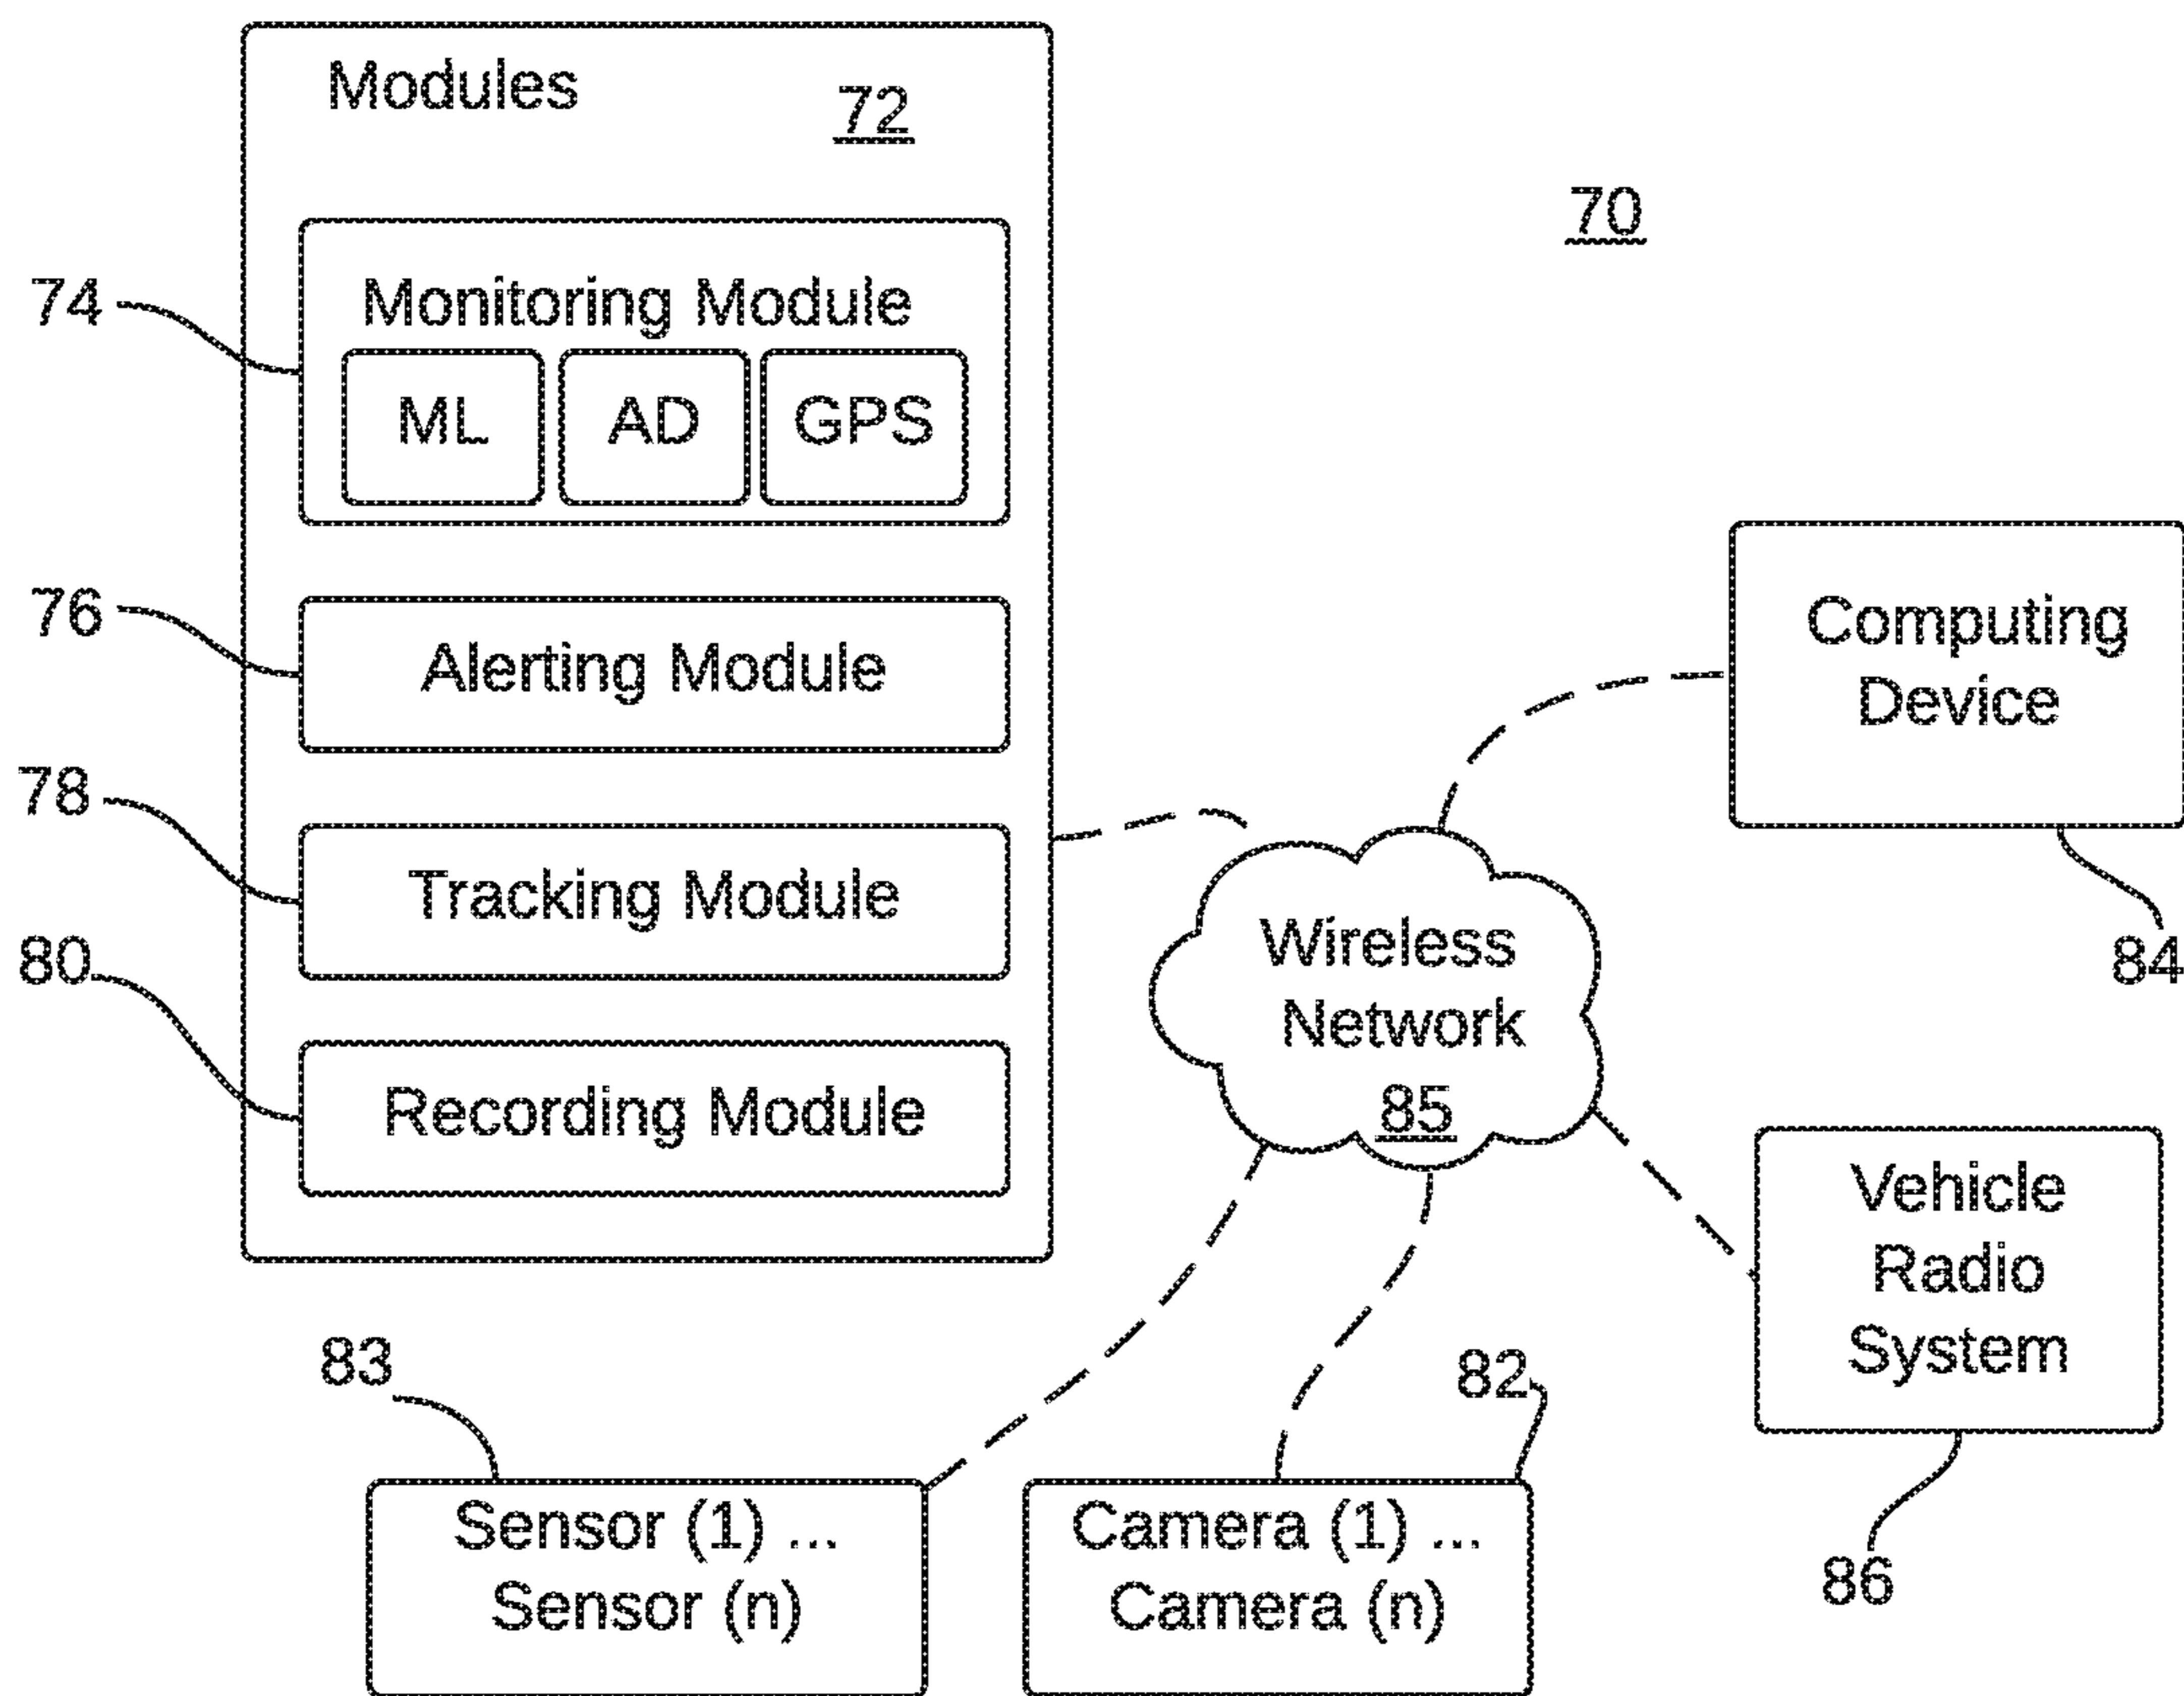 Modules
72
70
74
Monitoring Module
ML
AD
GPS
76
Alerting Module
Computing
Device
78
Tracking Module
84
80
Recording Module
Wireless
Network
85
Vehicle
Radio
System
86
83
Sensor (1) ...
Sensor (n)
82
Camera (1) ...
Camera (n)